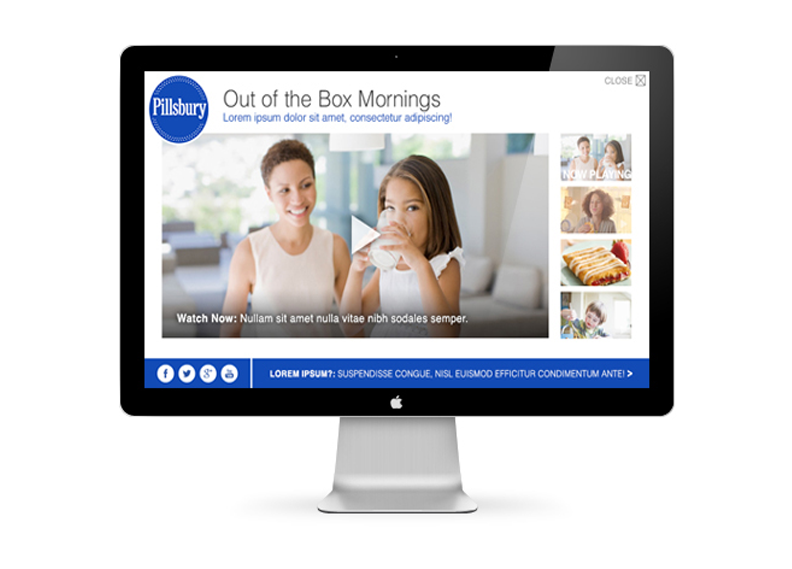 Pillsbury
Out of the Box Mornings
Lorem ipsum dolor sit amet, consectetur adipiscing!
CLOSE
NOW PLAYING
Watch Now: Nullam sit amet nulla vitae nibh sodales semper.
f g+ You
LOREM IPSUM?: SUSPENDISSE CONGUE, NISL EUISMOD EFFICITUR CONDIMENTUM ANTE! >